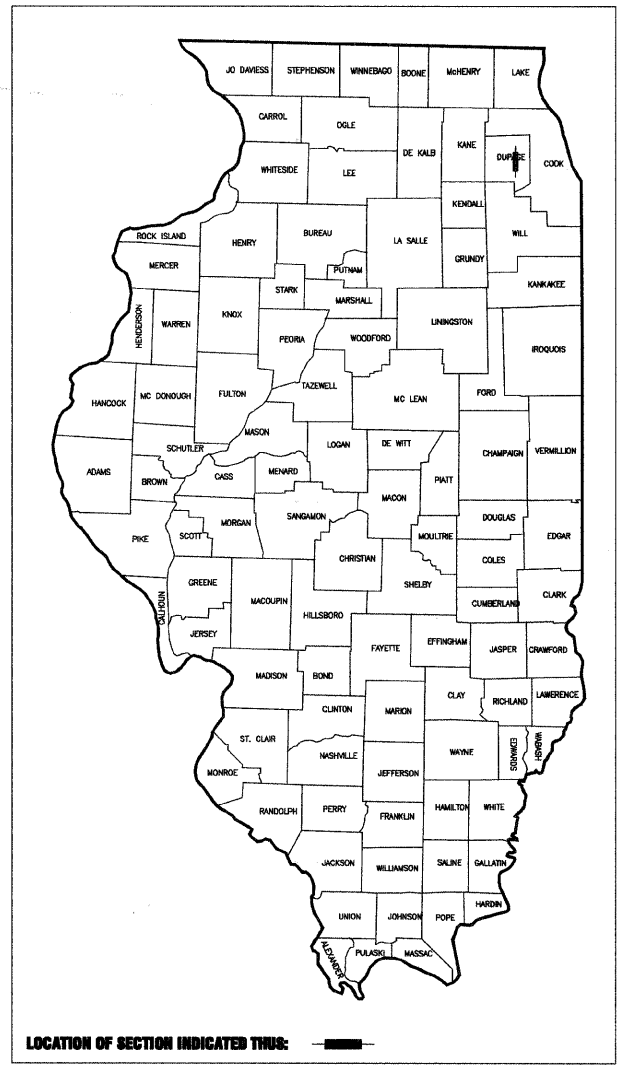 JO DAVIESS STEPHENSON WINNEBAGO BOONE McHENRY LAKE
CARROL OGLE DE KALB KANE DUPAGE COOK
WHITESIDE LEE
KENDALL
ROCK ISLAND HENRY BUREAU LA SALLE WILL
MERCER PUTNAM GRUNDY
STARK MARSHALL KANKAKEE
HENDERSON WARREN KNOX PEORIA WOODFORD LININGSTON IROQUOIS
HANCOCK MC DONOUGH FULTON TAZEWELL MC LEAN FORD
MASON
SCHUTLER LOGAN DE WITT CHAMPAIGN VERMILLION
ADAMS BROWN CASS MENARD PIATT
MACON
PIKE SCOTT MORGAN SANGAMON MOULTRIE DOUGLAS EDGAR
CHRISTIAN COLES
CALHOUN GREENE MACOUPIN SHELBY CUMBERLAND CLARK
HILLSBORO
JERSEY FAYETTE EFFINGHAM JASPER CRAWFORD
MADISON BOND
CLAY RICHLAND LAWERENCE
CLINTON MARION
ST. CLAIR NASHVILLE WAYNE EDWARDS WABASH
MONROE JEFFERSON
RANDOLPH PERRY FRANKLIN HAMILTON WHITE
JACKSON WILLIAMSON SALINE GALLATIN
HARDIN
UNION JOHNSON POPE
ALEXANDER PULASKI MASSAC
LOCATION OF SECTION INDICATED THUS: